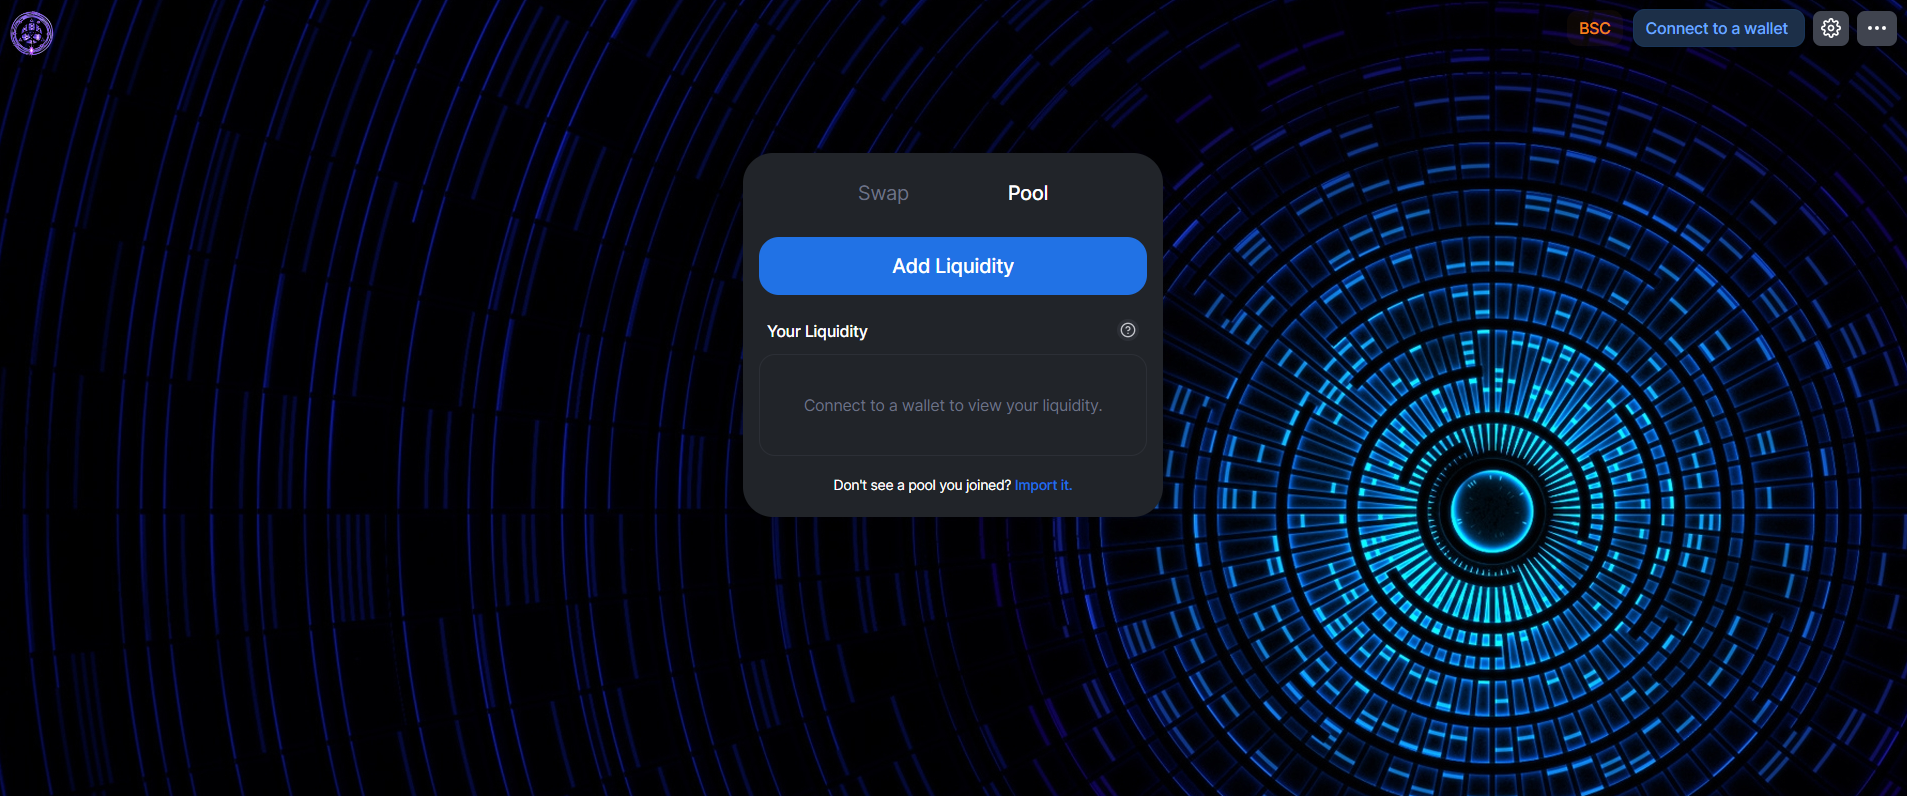 BSC
Connect to a wallet
Swap
Pool
Add Liquidity
Your Liquidity
Connect to a wallet to view your liquidity.
Don't see a pool you joined? Import it.